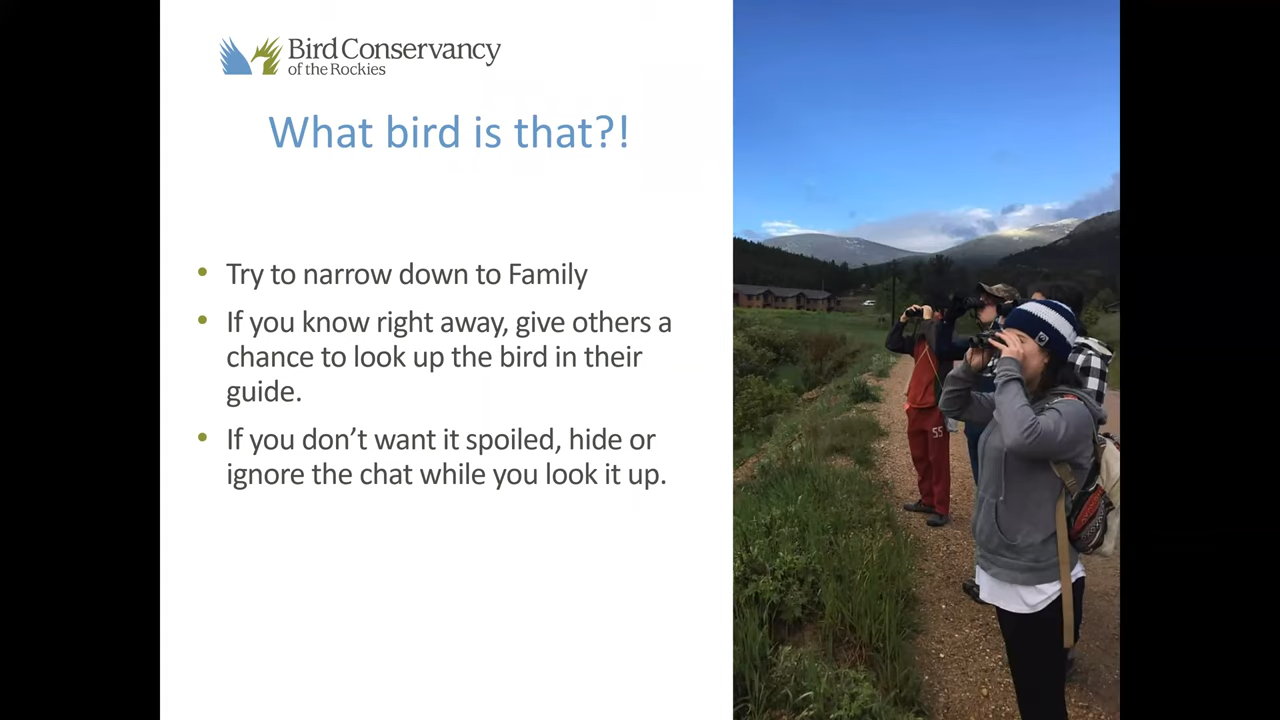 Bird Conservancy
of the Rockies
What bird is that?!
• Try to narrow down to Family
• If you know right away, give others a
chance to look up the bird in their
guide.
• If you don’t want it spoiled, hide or
ignore the chat while you look it up.
55